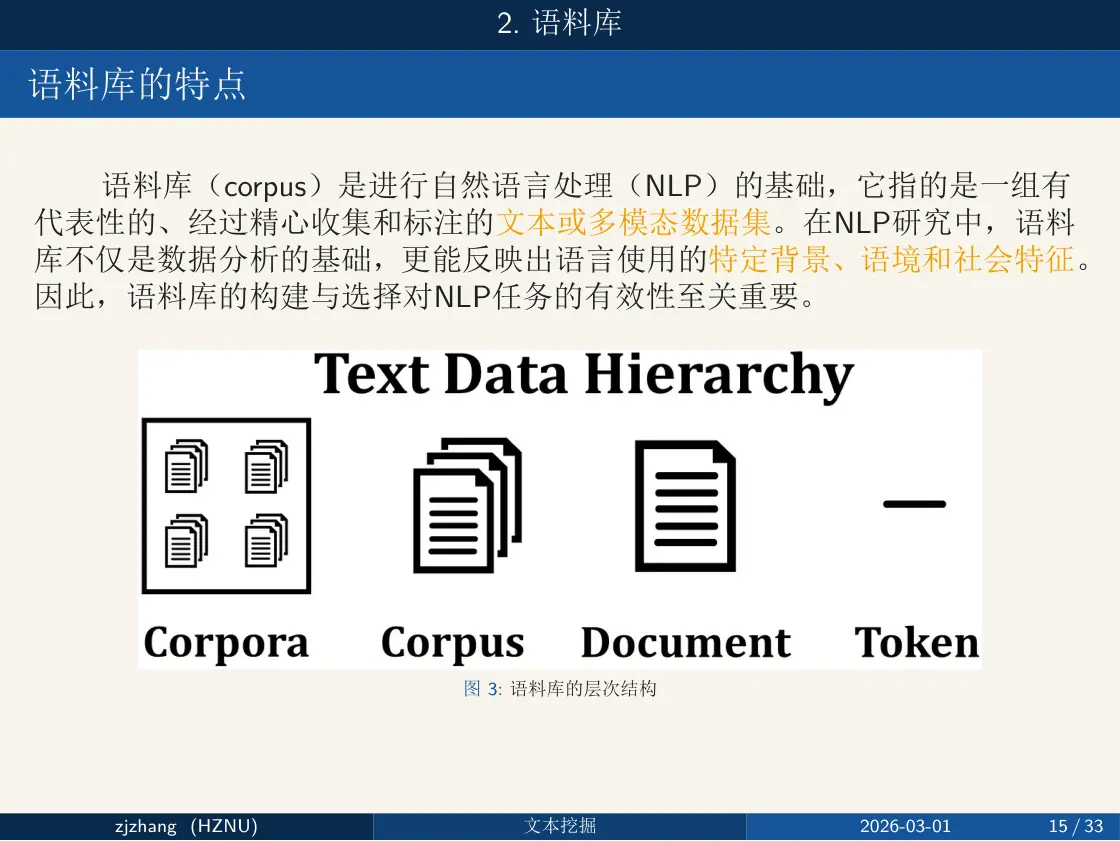 2. 语料库
语料库的特点
语料库（corpus）是进行自然语言处理（NLP）的基础，它指的是一组有
代表性的、经过精心收集和标注的文本或多模态数据集。在NLP研究中，语料
库不仅是数据分析的基础，更能反映出语言使用的特定背景、语境和社会特征。
因此，语料库的构建与选择对NLP任务的有效性至关重要。
Text Data Hierarchy
Corpora Corpus Document Token
图 3: 语料库的层次结构
zjzhang (HZNU) 文本挖掘 2026-03-01 15 / 33